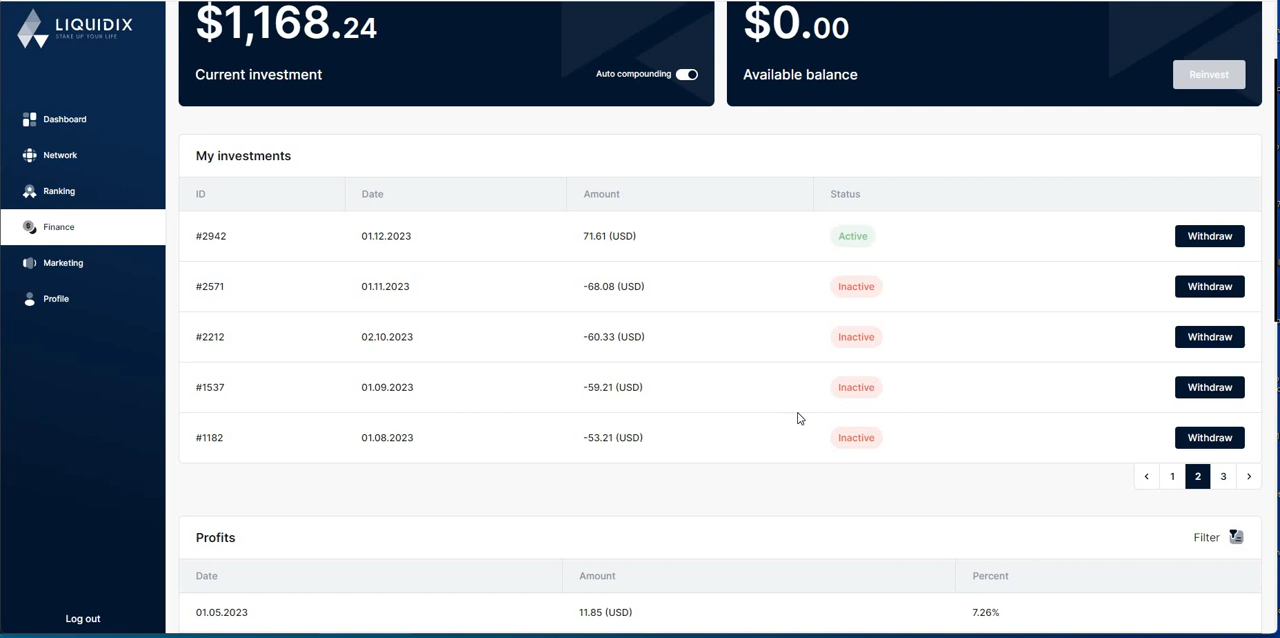 LIQUIDIX
STAKE UP YOUR LIFE
Dashboard
Network
Ranking
Finance
Marketing
Profile
Log out
$1,168.24
Current investment
Auto compounding
$0.00
Available balance
Reinvest
My investments
ID Date Amount Status
#2942 01.12.2023 71.61 (USD) Active Withdraw
#2571 01.11.2023 -68.08 (USD) Inactive Withdraw
#2212 02.10.2023 -60.33 (USD) Inactive Withdraw
#1537 01.09.2023 -59.21 (USD) Inactive Withdraw
#1182 01.08.2023 -53.21 (USD) Inactive Withdraw
‹ 1 2 3 ›
Profits Filter
Date Amount Percent
01.05.2023 11.85 (USD) 7.26%